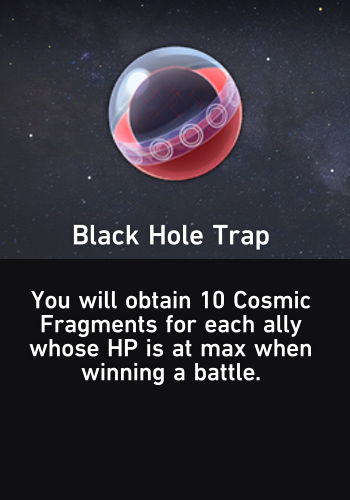 Black Hole Trap
You will obtain 10 Cosmic
Fragments for each ally
whose HP is at max when
winning a battle.